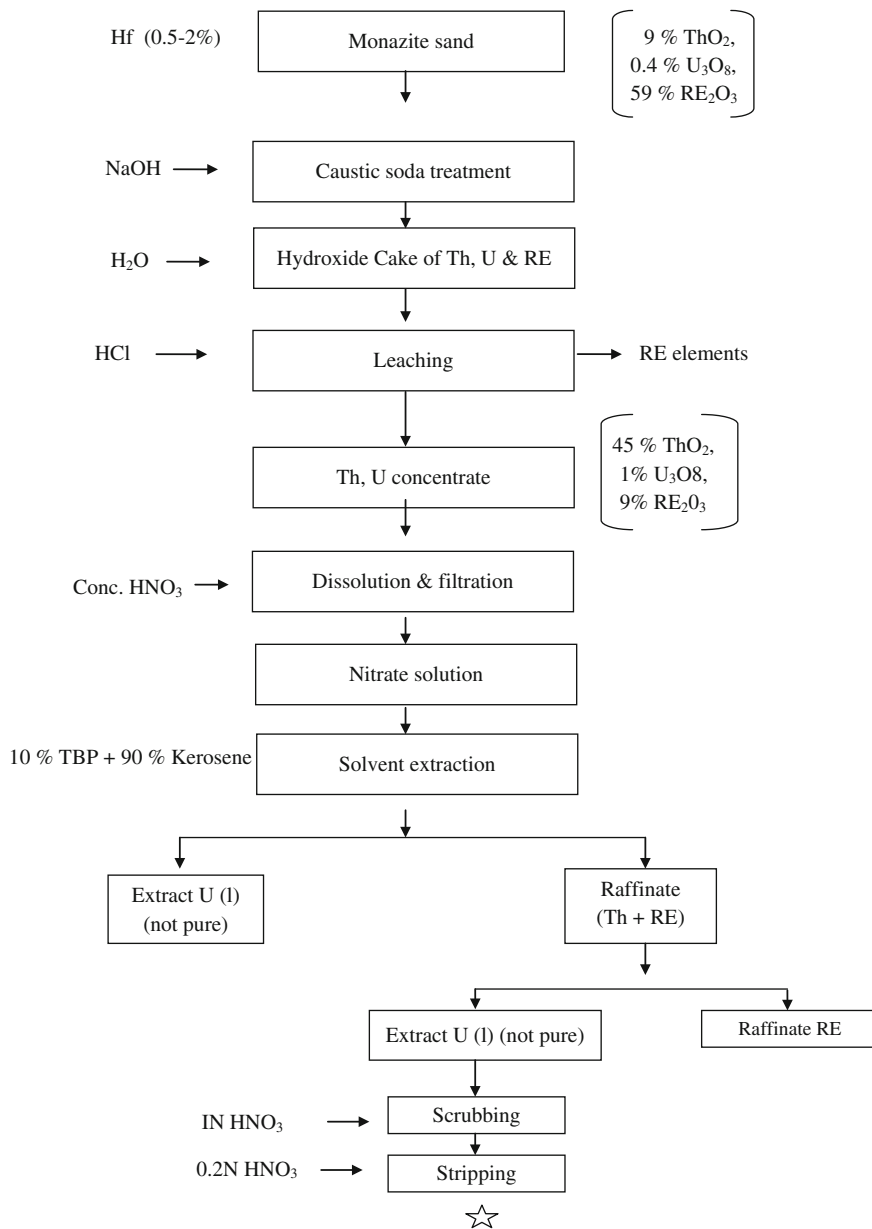 Hf (0.5-2%)
Monazite sand
9 % ThO₂,
0.4 % U₃O₈,
59 % RE₂O₃
NaOH
Caustic soda treatment
H₂O
Hydroxide Cake of Th, U & RE
HCl
Leaching
RE elements
Th, U concentrate
45 % ThO₂,
1% U₃O8,
9% RE₂0₃
Conc. HNO₃
Dissolution & filtration
Nitrate solution
10 % TBP + 90 % Kerosene
Solvent extraction
Extract U (l)
(not pure)
Raffinate
(Th + RE)
Extract U (l) (not pure)
Raffinate RE
IN HNO₃
Scrubbing
0.2N HNO₃
Stripping